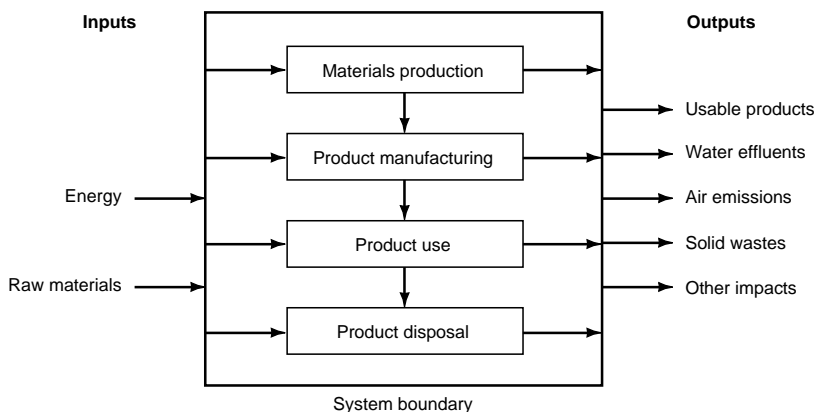 Inputs
Outputs
Materials production
Usable products
Product manufacturing
Water effluents
Energy
Air emissions
Product use
Solid wastes
Raw materials
Other impacts
Product disposal
System boundary